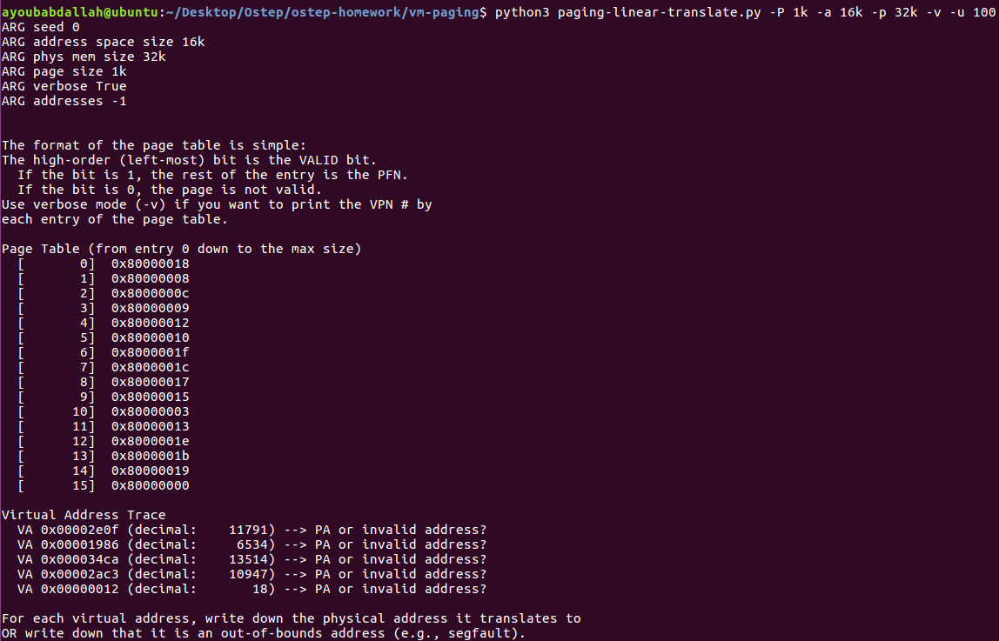 ayoubabdallah@ubuntu:~/Desktop/Ostep/ostep-homework/vm-paging$ python3 paging-linear-translate.py -P 1k -a 16k -p 32k -v -u 100
ARG seed 0
ARG address space size 16k
ARG phys mem size 32k
ARG page size 1k
ARG verbose True
ARG addresses -1
The format of the page table is simple:
The high-order (left-most) bit is the VALID bit.
  If the bit is 1, the rest of the entry is the PFN.
  If the bit is 0, the page is not valid.
Use verbose mode (-v) if you want to print the VPN # by
each entry of the page table.
Page Table (from entry 0 down to the max size)
  [       0]  0x80000018
  [       1]  0x80000008
  [       2]  0x8000000c
  [       3]  0x80000009
  [       4]  0x80000012
  [       5]  0x80000010
  [       6]  0x8000001f
  [       7]  0x8000001c
  [       8]  0x80000017
  [       9]  0x80000015
  [      10]  0x80000003
  [      11]  0x80000013
  [      12]  0x8000001e
  [      13]  0x8000001b
  [      14]  0x80000019
  [      15]  0x80000000
Virtual Address Trace
  VA 0x00002e0f (decimal:    11791) --> PA or invalid address?
  VA 0x00001986 (decimal:     6534) --> PA or invalid address?
  VA 0x000034ca (decimal:    13514) --> PA or invalid address?
  VA 0x00002ac3 (decimal:    10947) --> PA or invalid address?
  VA 0x00000012 (decimal:       18) --> PA or invalid address?
For each virtual address, write down the physical address it translates to
OR write down that it is an out-of-bounds address (e.g., segfault).